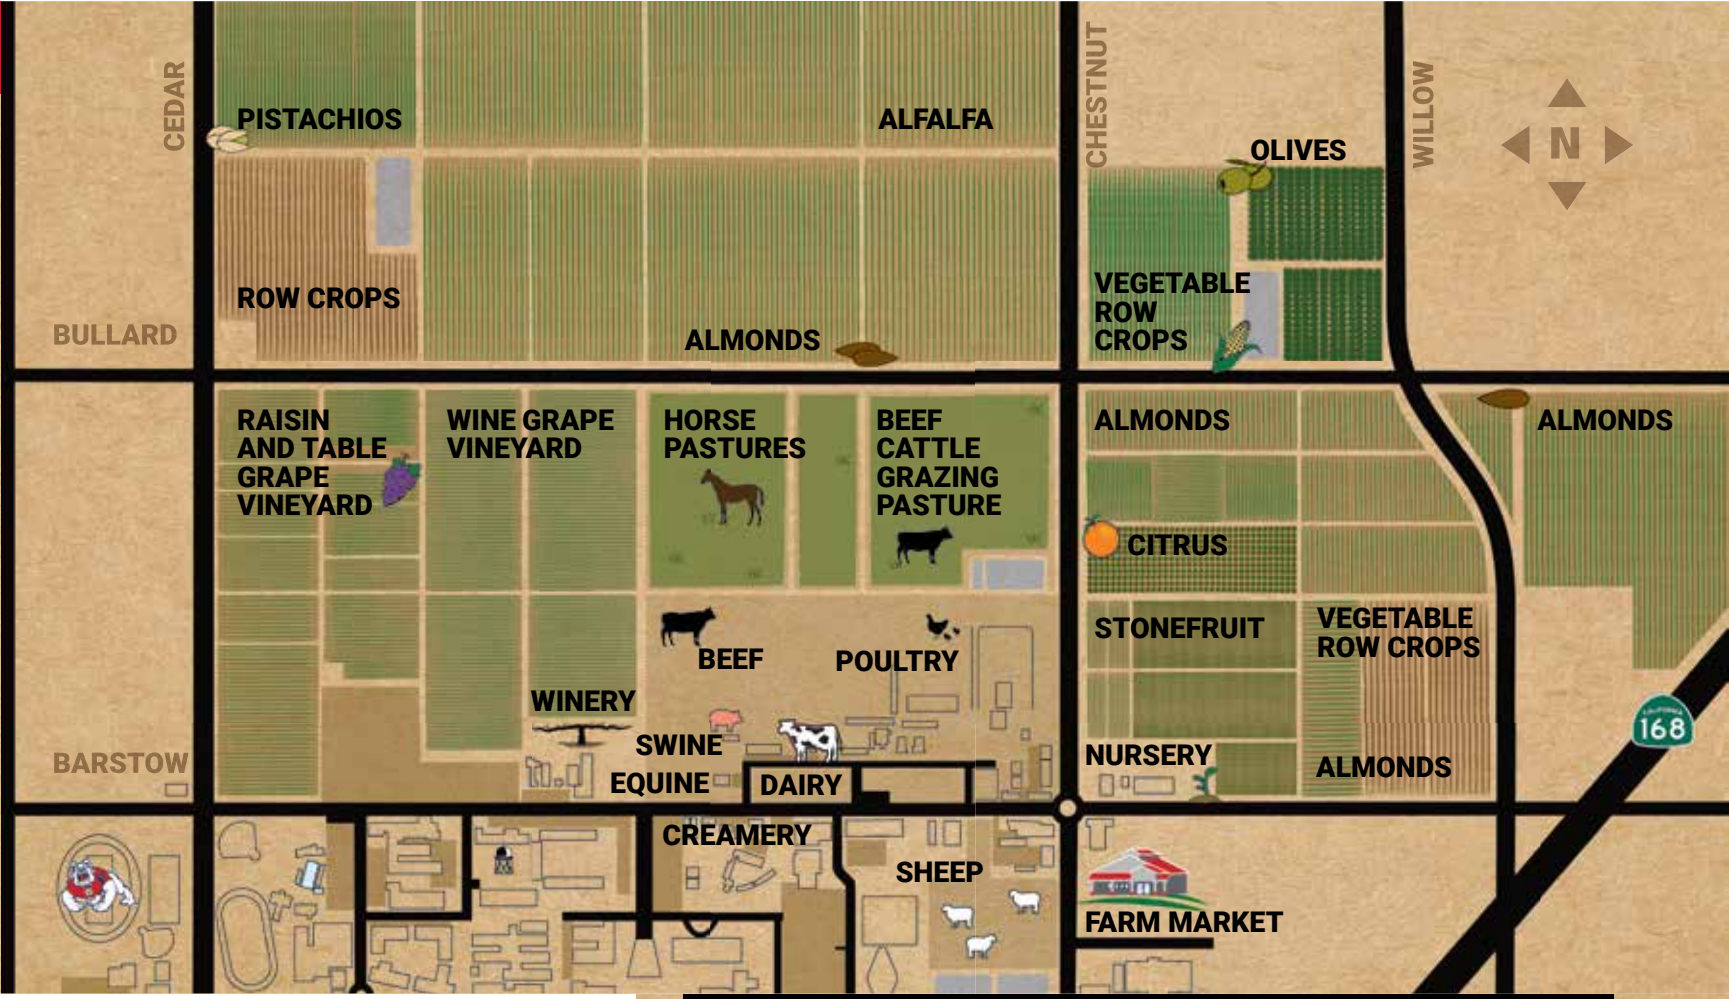 CEDAR
PISTACHIOS
ALFALFA
CHESTNUT
OLIVES
WILLOW
N
ROW CROPS
BULLARD
ALMONDS
VEGETABLE
ROW
CROPS
RAISIN
AND TABLE
GRAPE
VINEYARD
WINE GRAPE
VINEYARD
HORSE
PASTURES
BEEF
CATTLE
GRAZING
PASTURE
ALMONDS
ALMONDS
CITRUS
STONEFRUIT
VEGETABLE
ROW CROPS
BEEF
POULTRY
WINERY
SWINE
EQUINE
DAIRY
NURSERY
ALMONDS
CALIFORNIA
168
BARSTOW
CREAMERY
SHEEP
FARM MARKET